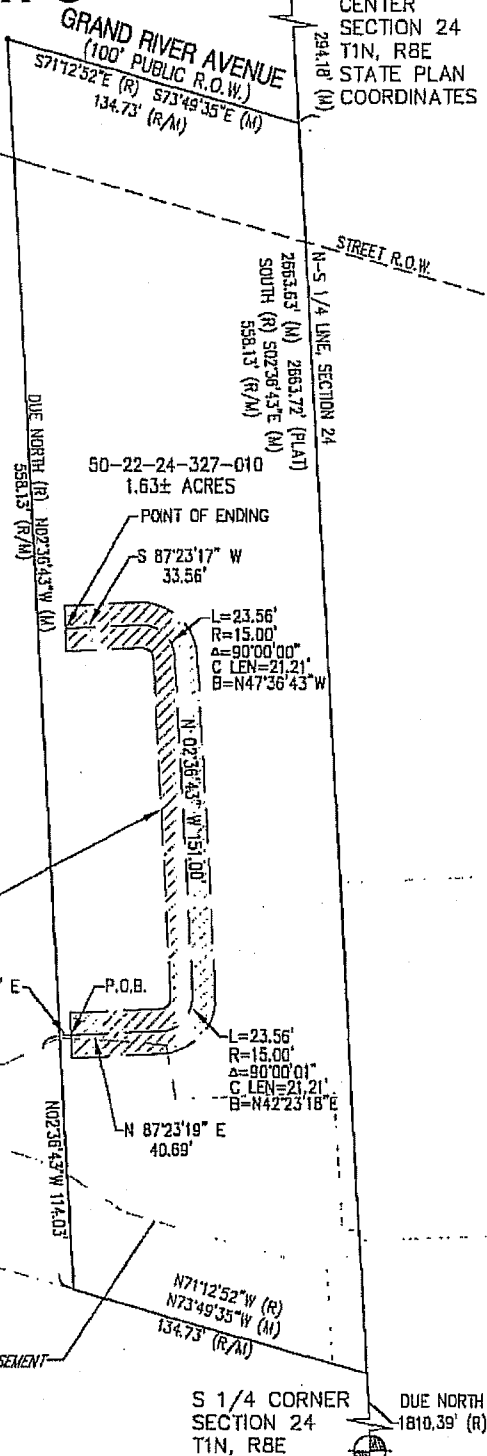 CENTER
SECTION 24
T1N, R8E
STATE PLAN
COORDINATES
294.18' (M)
GRAND RIVER AVENUE
(100' PUBLIC R.O.W.)
S71°12'52"E (R) S73°49'35"E (M)
134.73' (R/M)
STREET R.O.W.
N-S 1/4 LINE, SECTION 24
2663.63' (M) 2663.72' (PLAT)
SOUTH (R) S02°36'43"E (M)
558.13' (R/M)
DUE NORTH (R) N02°36'43"W (M)
558.13' (R/M)
50-22-24-327-010
1.63± ACRES
POINT OF ENDING
S 87°23'17" W
33.56'
L=23.56'
R=15.00'
Δ=90°00'00"
C LEN=21.21'
B=N47°36'43"W
N 02°36'43" W 151.00'
' E
P.O.B.
L=23.56'
R=15.00'
Δ=90°00'01"
C LEN=21.21'
B=N42°23'18"E
N 87°23'19" E
40.69'
N02°36'43"W 114.03'
N71°12'52"W (R)
N73°49'35"W (M)
134.73' (R/M)
SEMENT
S 1/4 CORNER
SECTION 24
T1N, R8E
DUE NORTH
1810.39' (R)